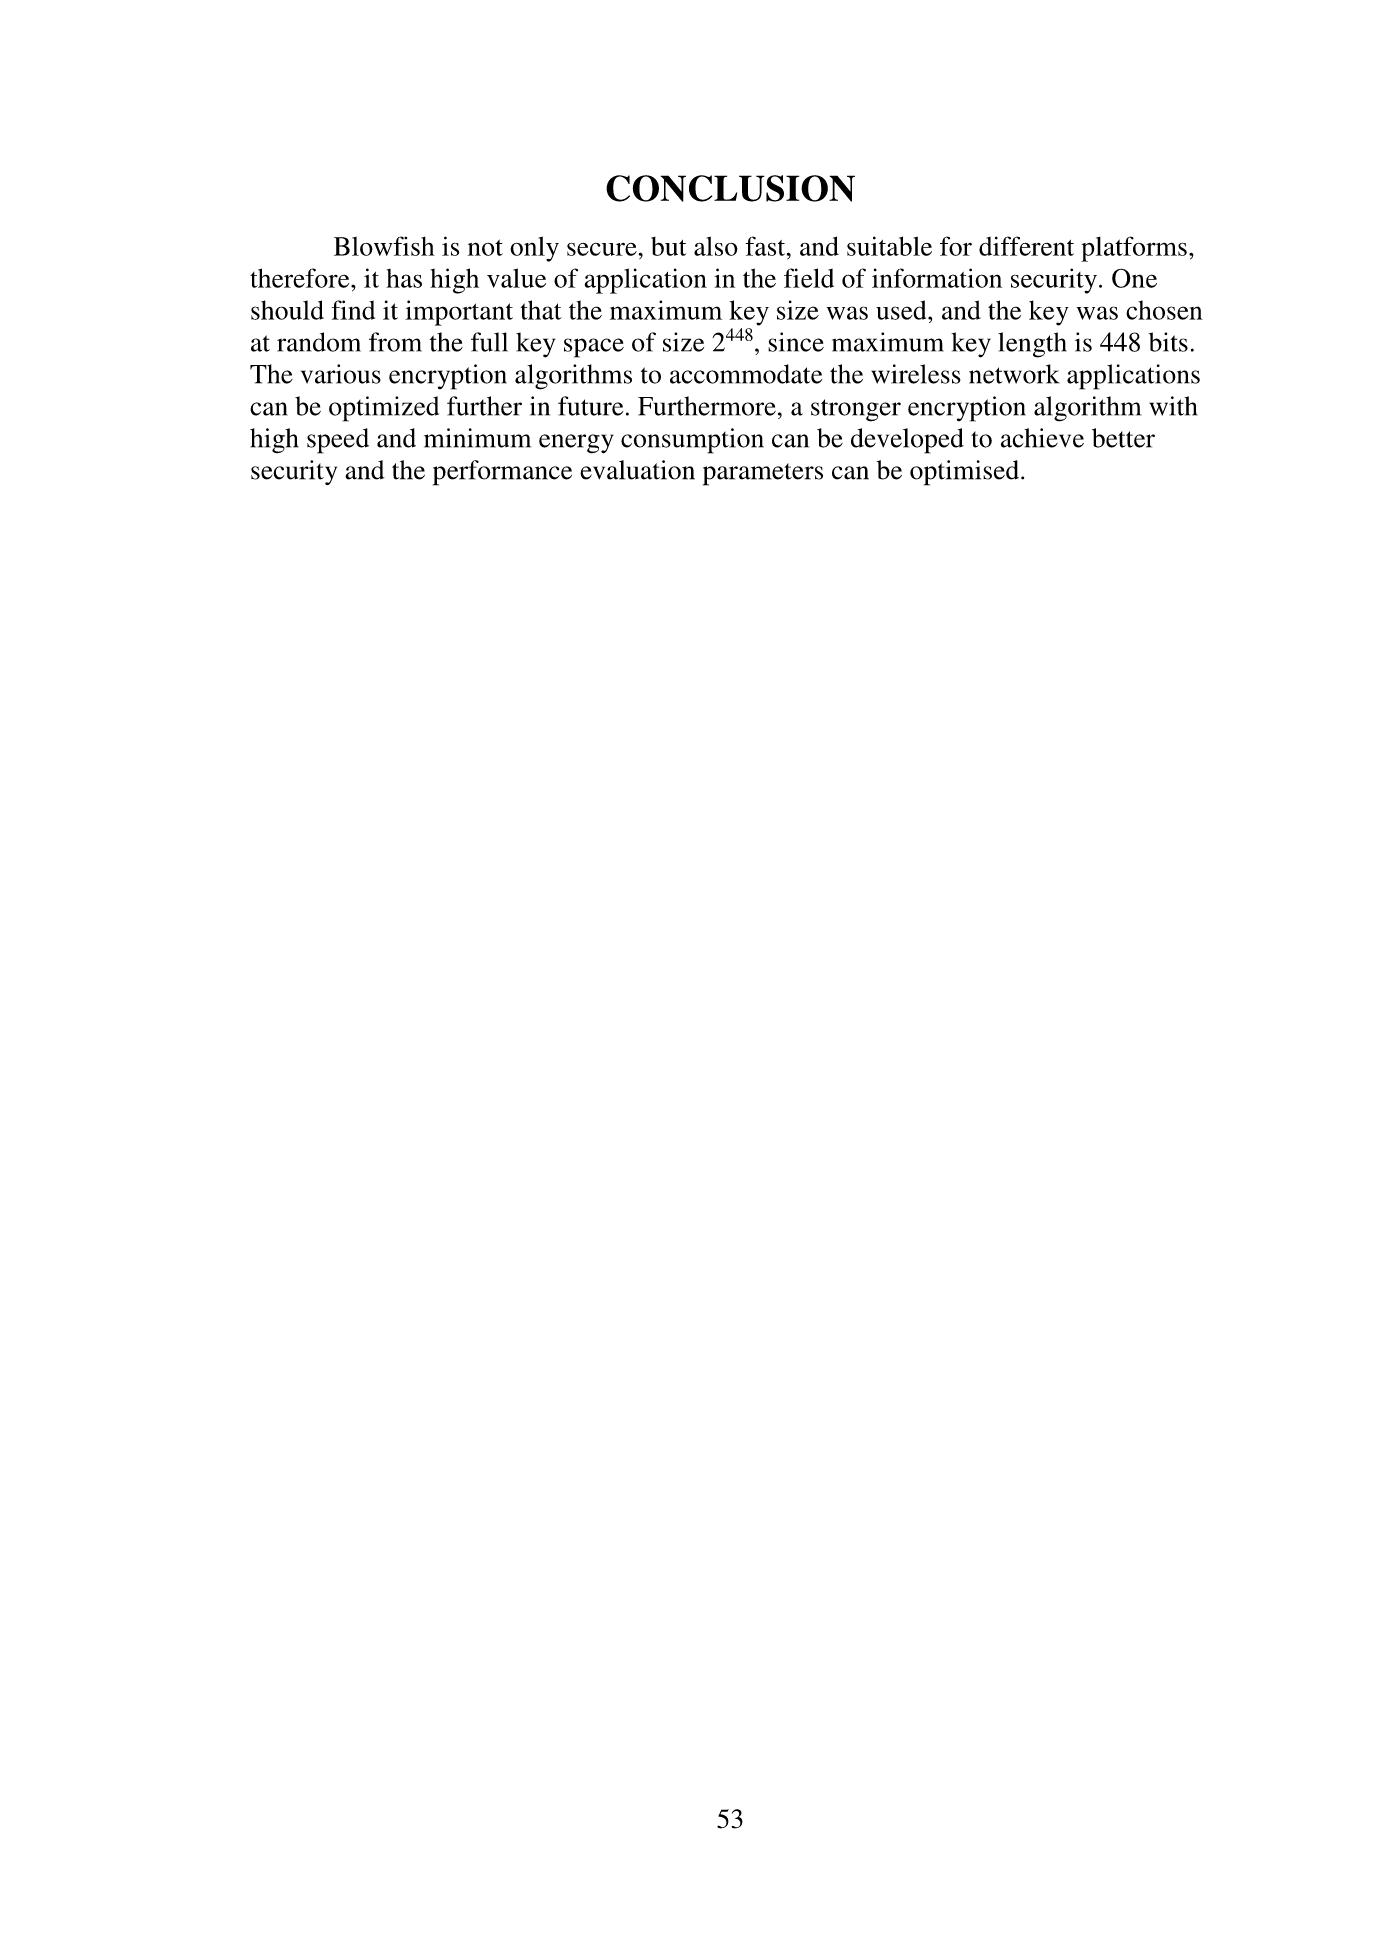 CONCLUSION
Blowfish is not only secure, but also fast, and suitable for different platforms,
therefore, it has high value of application in the field of information security. One
should find it important that the maximum key size was used, and the key was chosen
at random from the full key space of size 2⁴⁴⁸, since maximum key length is 448 bits.
The various encryption algorithms to accommodate the wireless network applications
can be optimized further in future. Furthermore, a stronger encryption algorithm with
high speed and minimum energy consumption can be developed to achieve better
security and the performance evaluation parameters can be optimised.
53